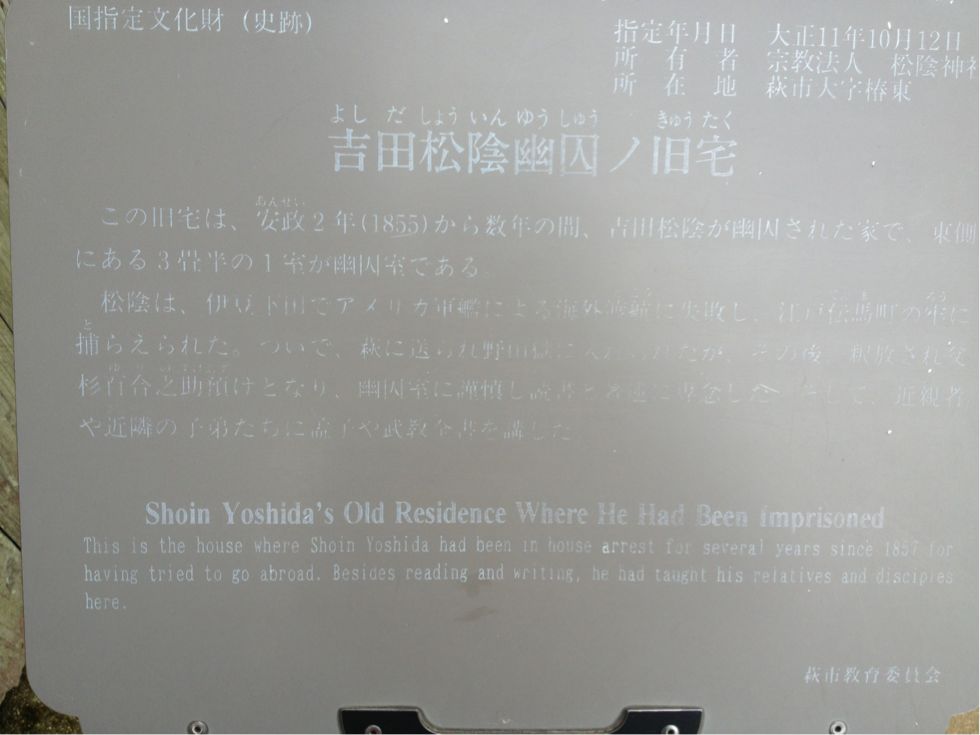 国指定文化財（史跡）
指定年月日　大正11年10月12日
所有者　宗教法人　松陰神社
所在地　萩市大字椿東
よしだしょういんゆうしゅう きゅうたく
吉田松陰幽囚ノ旧宅
あんせい
この旧宅は、安政2年(1855)から数年の間、吉田松陰が幽囚された家で、東側
にある3畳半の1室が幽囚室である。
松陰は、伊豆下田でアメリカ軍艦による海外渡航に失敗し、江戸伝馬町の牢に
と
捕らえられた。ついで、萩に送られ野山獄に入れられたが、その後、釈放され父
杉百合之助預けとなり、幽囚室に謹慎し読書と著述に専念した。そして、近親者
や近隣の子弟たちに孟子や武教全書を講じた。
Shoin Yoshida's Old Residence Where He Had Been Imprisoned
This is the house where Shoin Yoshida had been in house arrest for several years since 1857 for
having tried to go abroad. Besides reading and writing, he had taught his relatives and disciples
here.
萩市教育委員会